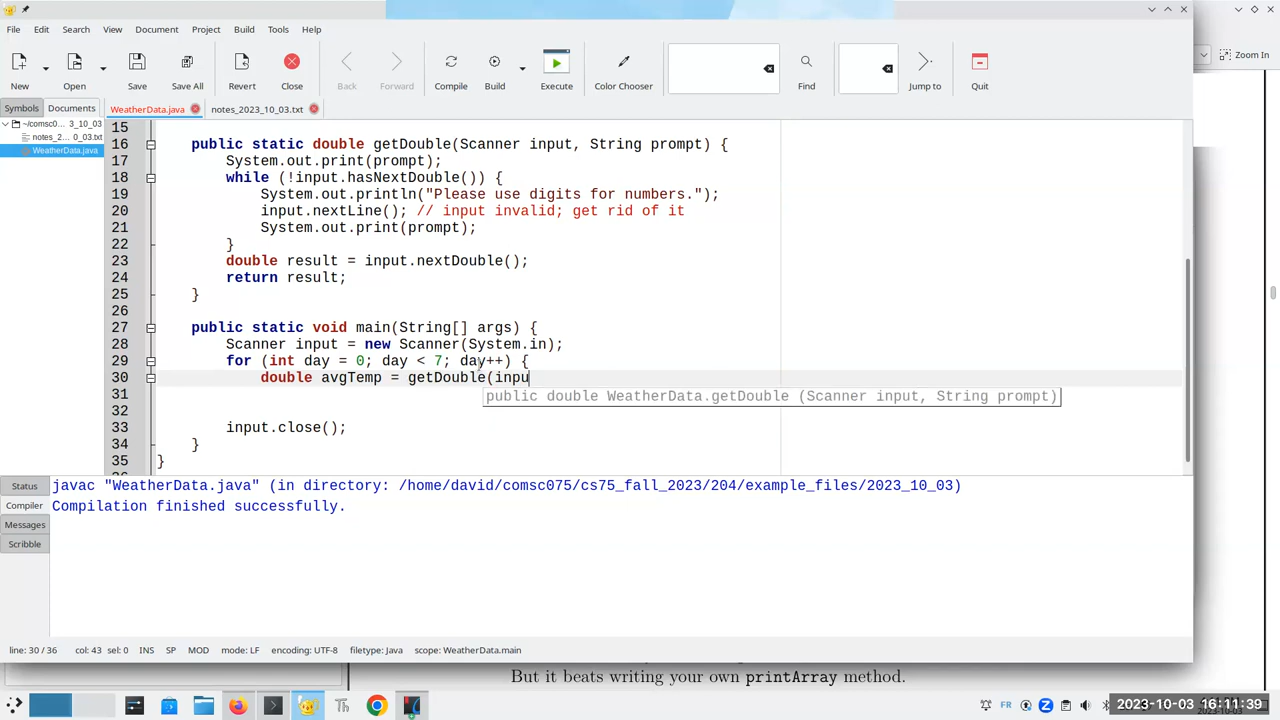 File Edit Search View Document Project Build Tools Help
New Open Save Save All Revert Close Back Forward Compile Build Execute Color Chooser Find Jump to Quit
Zoom In
Symbols Documents
WeatherData.java notes_2023_10_03.txt
~/comsc0... 3_10_03
notes_2... 0_03.txt
WeatherData.java
15
16 public static double getDouble(Scanner input, String prompt) {
17 System.out.print(prompt);
18 while (!input.hasNextDouble()) {
19 System.out.println("Please use digits for numbers.");
20 input.nextLine(); // input invalid; get rid of it
21 System.out.print(prompt);
22 }
23 double result = input.nextDouble();
24 return result;
25 }
26
27 public static void main(String[] args) {
28 Scanner input = new Scanner(System.in);
29 for (int day = 0; day < 7; day++) {
30 double avgTemp = getDouble(inpu
public double WeatherData.getDouble (Scanner input, String prompt)
31
32
33 input.close();
34 }
35 }
Status
Compiler
Messages
Scribble
javac "WeatherData.java" (in directory: /home/david/comsc075/cs75_fall_2023/204/example_files/2023_10_03)
Compilation finished successfully.
line: 30 / 36 col: 43 sel: 0 INS SP MOD mode: LF encoding: UTF-8 filetype: Java scope: WeatherData.main
But it beats writing your own printArray method.
FR
2023-10-03 16:11:39